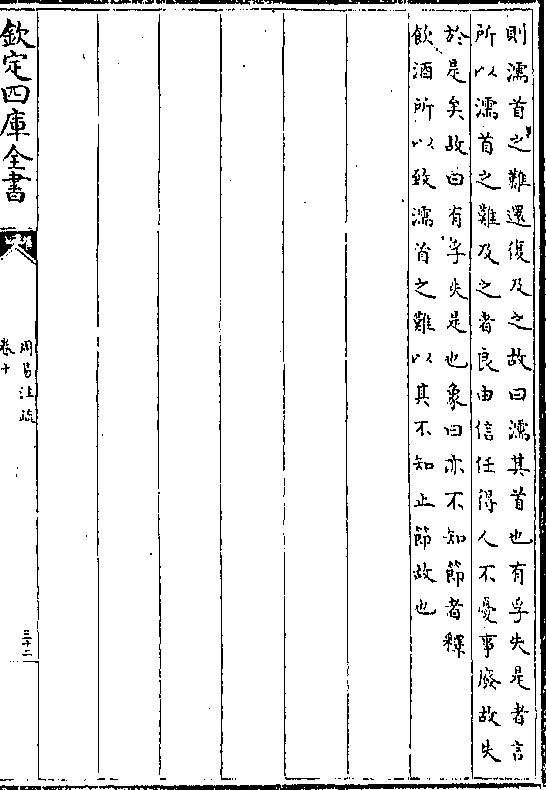 則濡首之難還復及之故曰濡其首也有孚失是者言
所以濡首之難及之者良由信任得人不憂事廢故失
於是矣故曰有孚失是也象曰亦不知節者釋
飲酒所以致濡首之難以其不知止節故也
欽定四庫全書
周易注疏
卷十
三十二